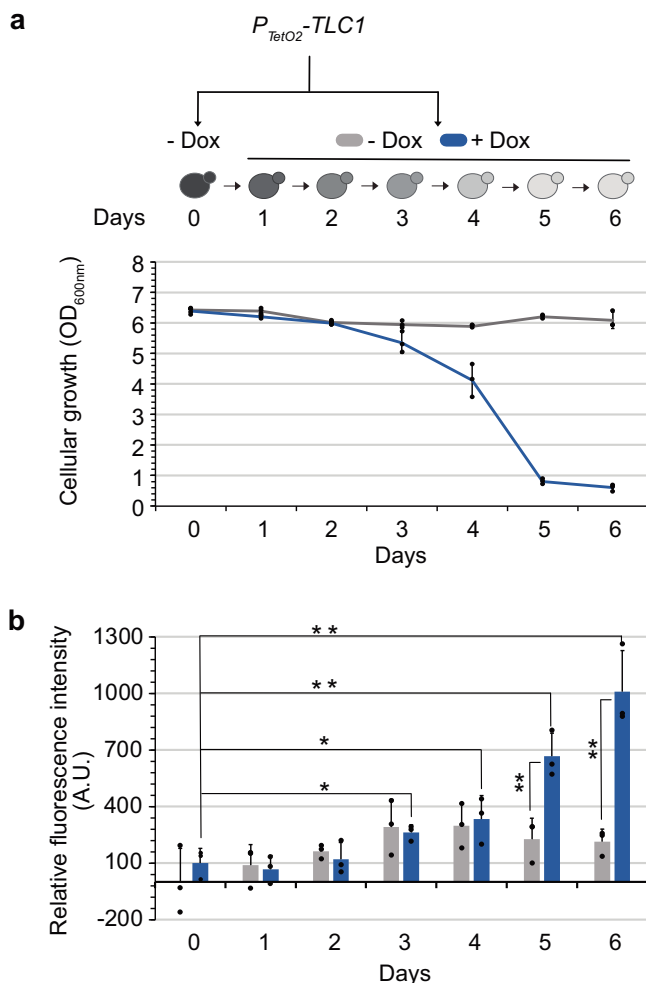 a
P_TetO2-TLC1
- Dox - Dox + Dox
Days 0 1 2 3 4 5 6
Cellular growth (OD600nm)
8
7
6
5
4
3
2
1
0
0 1 2 3 4 5 6
Days
b
Relative fluorescence intensity
(A.U.)
1300
1000
700
400
100
-200
**
**
*
*
**
**
0 1 2 3 4 5 6
Days